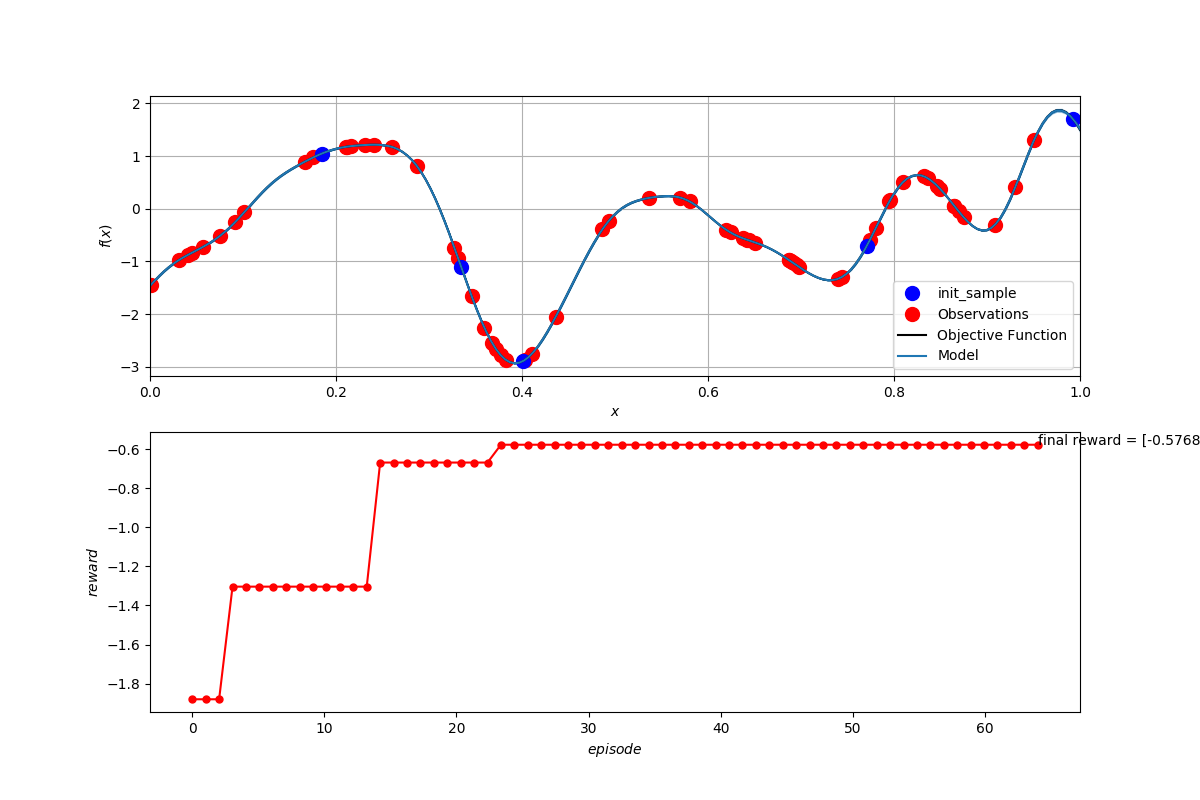 2
1
0
−1
−2
−3
f(x)
0.0 0.2 0.4 0.6 0.8 1.0
x
init_sample
Observations
Objective Function
Model
final reward = [-0.5768
−0.6
−0.8
−1.0
−1.2
−1.4
−1.6
−1.8
reward
0 10 20 30 40 50 60
episode